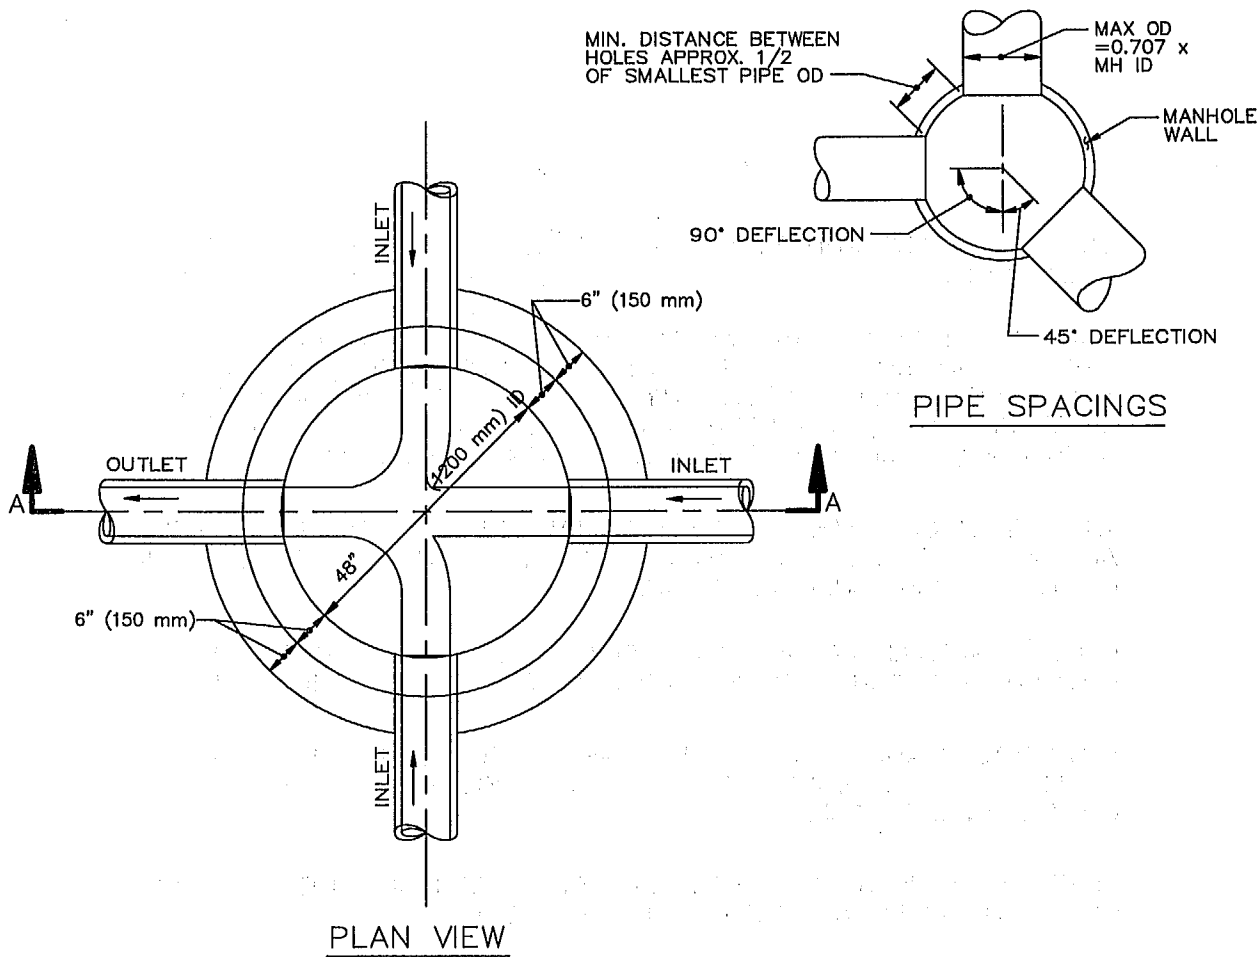 MIN. DISTANCE BETWEEN
HOLES APPROX. 1/2
OF SMALLEST PIPE OD
MAX OD
=0.707 x
MH ID
MANHOLE
WALL
90° DEFLECTION
45° DEFLECTION
PIPE SPACINGS
INLET
6" (150 mm)
1200 mm) ID
48"
OUTLET
INLET
A
A
6" (150 mm)
INLET
PLAN VIEW